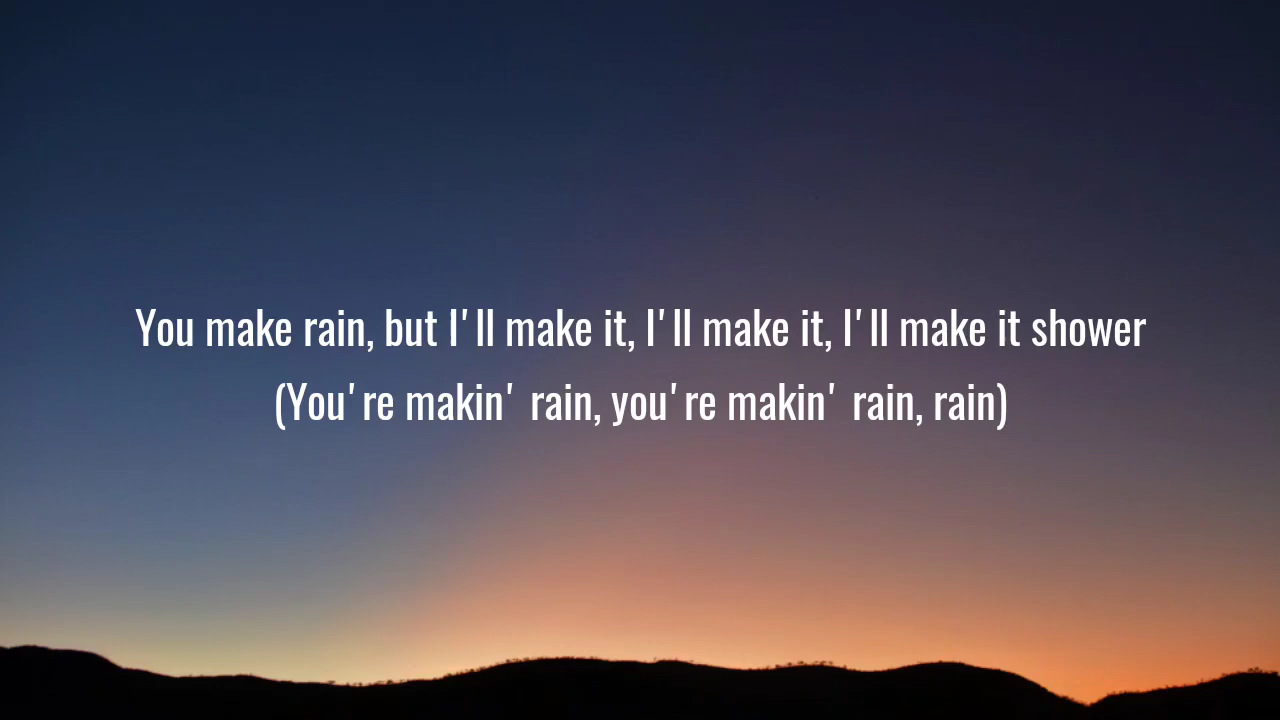 You make rain, but I'll make it, I'll make it, I'll make it shower
(You're makin' rain, you're makin' rain, rain)